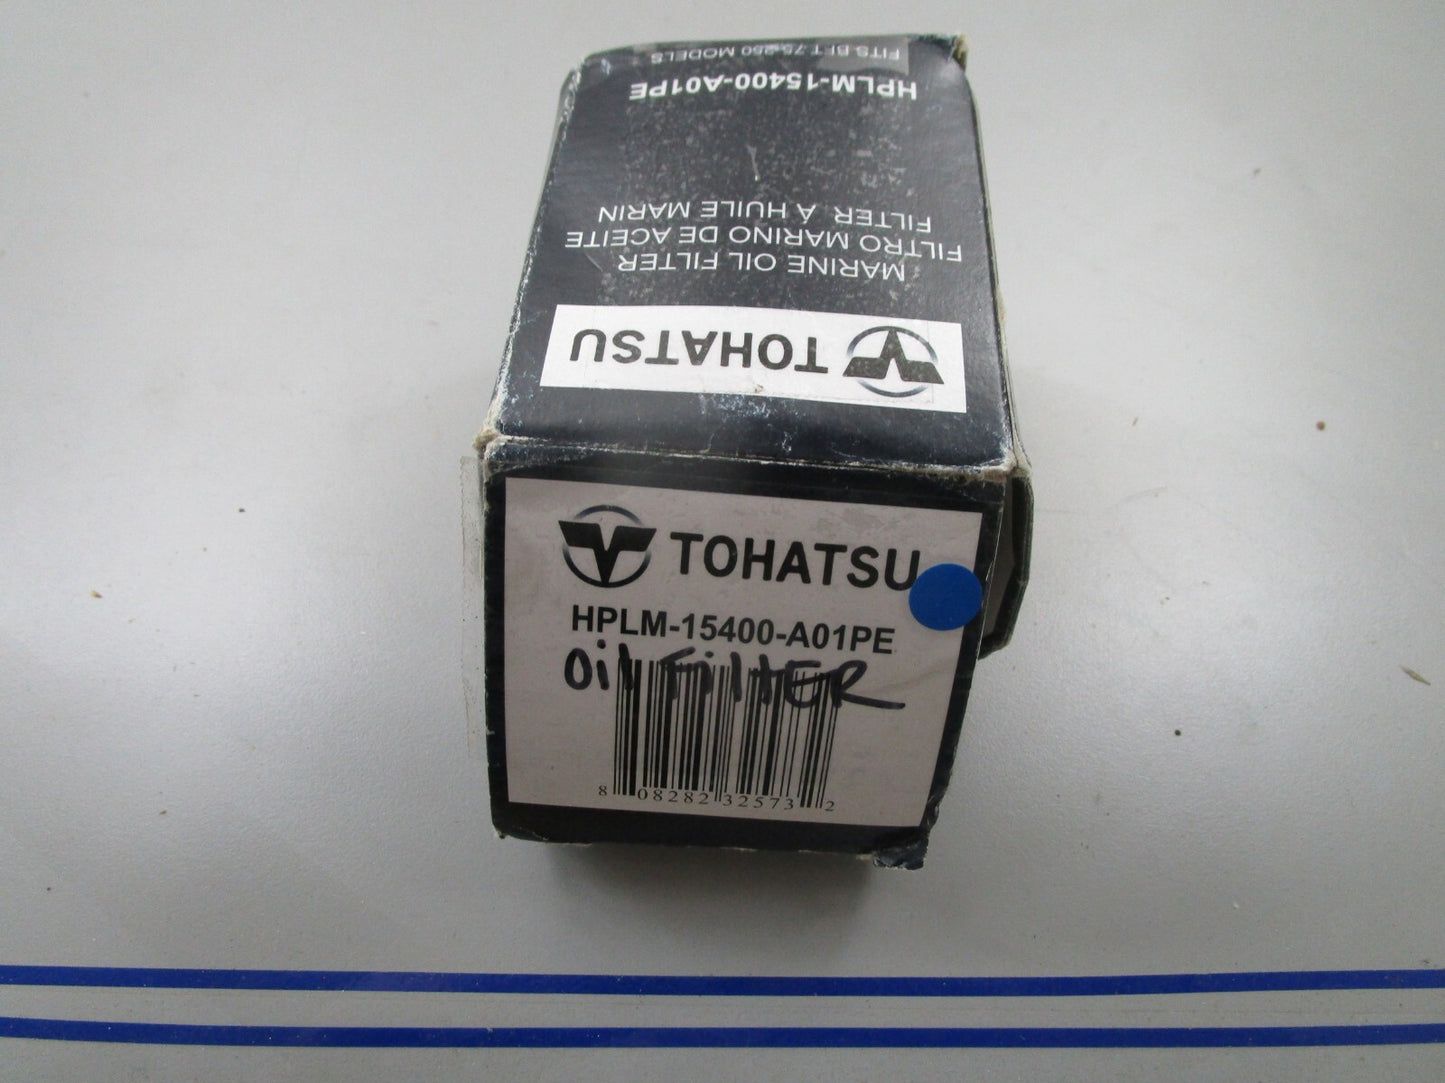 TOHATSU
MARINE OIL FILTER
FILTRO MARINO DE ACEITE
FILTER Á HUILE MARIN
HPLM-15400-A01PE
FITS BFT 75-250 MODELS
TOHATSU
HPLM-15400-A01PE
Oil FilTER
8 08282 32573 2